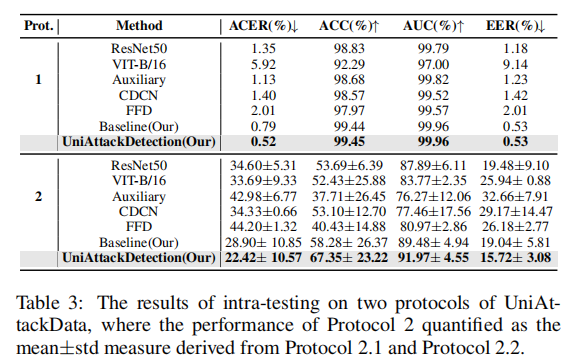 Prot. Method ACER(%)↓ ACC(%)↑ AUC(%)↑ EER(%)↓
ResNet50 1.35 98.83 99.79 1.18
VIT-B/16 5.92 92.29 97.00 9.14
1 Auxiliary 1.13 98.68 99.82 1.23
CDCN 1.40 98.57 99.52 1.42
FFD 2.01 97.97 99.57 2.01
Baseline(Our) 0.79 99.44 99.96 0.53
UniAttackDetection(Our) 0.52 99.45 99.96 0.53
ResNet50 34.60±5.31 53.69±6.39 87.89±6.11 19.48±9.10
VIT-B/16 33.69±9.33 52.43±25.88 83.77±2.35 25.94± 0.88
2 Auxiliary 42.98±6.77 37.71±26.45 76.27±12.06 32.66±7.91
CDCN 34.33±0.66 53.10±12.70 77.46±17.56 29.17±14.47
FFD 44.20±1.32 40.43±14.88 80.97±2.86 26.18±2.77
Baseline(Our) 28.90± 10.85 58.28± 26.37 89.48± 4.94 19.04± 5.81
UniAttackDetection(Our) 22.42± 10.57 67.35± 23.22 91.97± 4.55 15.72± 3.08
Table 3: The results of intra-testing on two protocols of UniAt-
tackData, where the performance of Protocol 2 quantified as the
mean±std measure derived from Protocol 2.1 and Protocol 2.2.